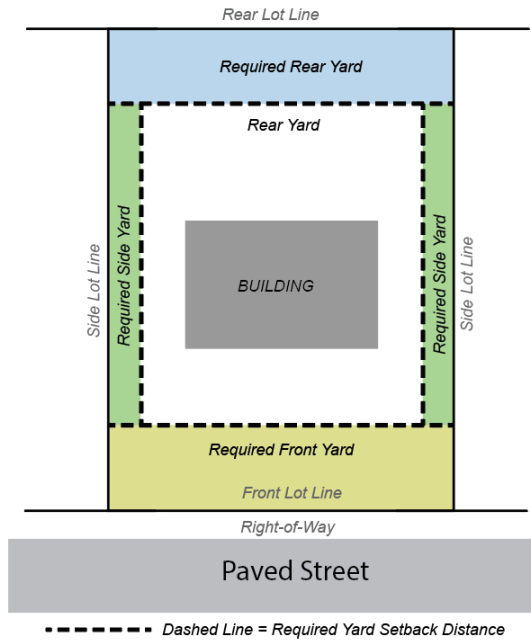 Rear Lot Line
Required Rear Yard
Rear Yard
Side Lot Line
Required Side Yard
BUILDING
Required Side Yard
Side Lot Line
Required Front Yard
Front Lot Line
Right-of-Way
Paved Street
Dashed Line = Required Yard Setback Distance